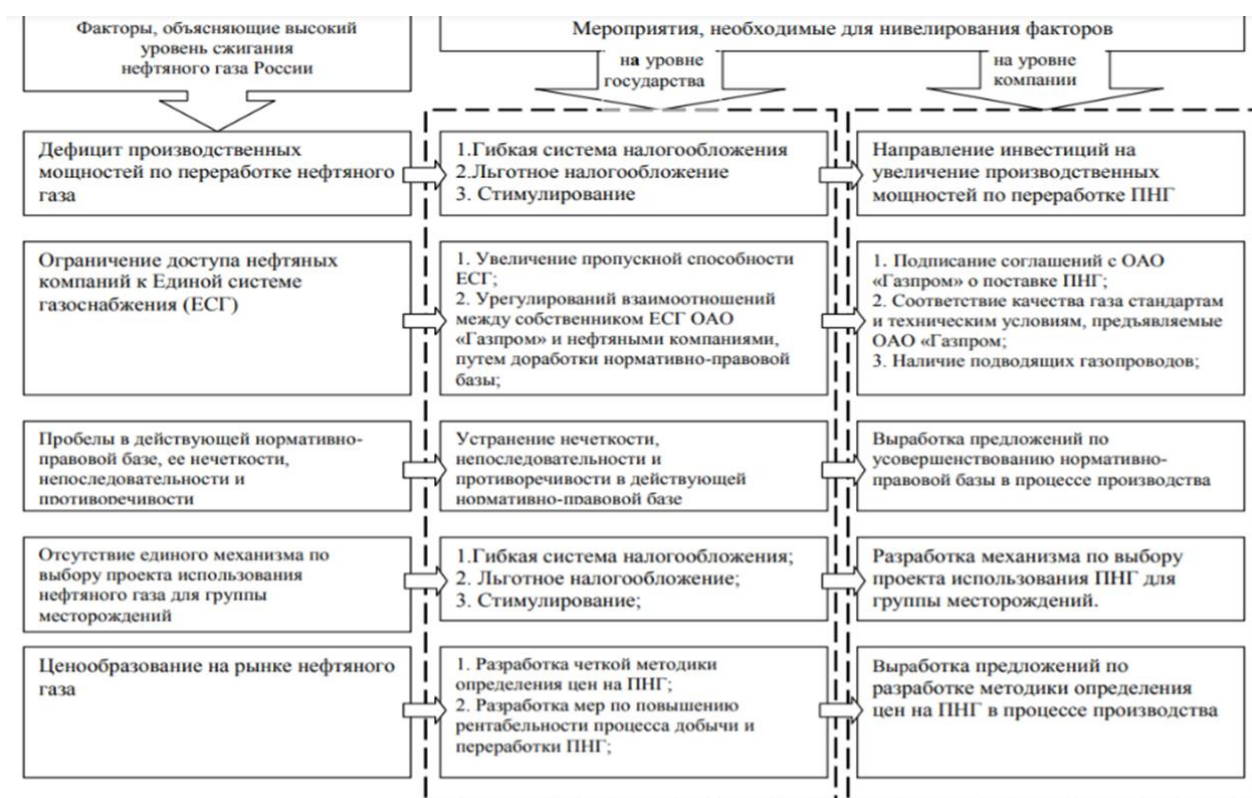 Факторы, объясняющие высокий
уровень сжигания
нефтяного газа России
Мероприятия, необходимые для нивелирования факторов
на уровне
государства
на уровне
компании
Дефицит производственных
мощностей по переработке нефтяного
газа
1.Гибкая система налогообложения
2.Льготное налогообложение
3. Стимулирование
Направление инвестиций на
увеличение производственных
мощностей по переработке ПНГ
Ограничение доступа нефтяных
компаний к Единой системе
газоснабжения (ЕСГ)
1. Увеличение пропускной способности
ЕСГ;
2. Урегулирований взаимоотношений
между собственником ЕСГ ОАО
«Газпром» и нефтяными компаниями,
путем доработки нормативно-правовой
базы;
1. Подписание соглашений с ОАО
«Газпром» о поставке ПНГ;
2. Соответствие качества газа стандартам
и техническим условиям, предъявляемые
ОАО «Газпром;
3. Наличие подводящих газопроводов;
Пробелы в действующей нормативно-
правовой базе, ее нечеткости,
непоследовательности и
противоречивости
Устранение нечеткости,
непоследовательности и
противоречивости в действующей
нормативно-правовой базе
Выработка предложений по
усовершенствованию нормативно-
правовой базы в процессе производства
Отсутствие единого механизма по
выбору проекта использования
нефтяного газа для группы
месторождений
1.Гибкая система налогообложения;
2. Льготное налогообложение;
3. Стимулирование;
Разработка механизма по выбору
проекта использования ПНГ для
группы месторождений.
Ценообразование на рынке нефтяного
газа
1. Разработка четкой методики
определения цен на ПНГ;
2. Разработка мер по повышению
рентабельности процесса добычи и
переработки ПНГ;
Выработка предложений по
разработке методики определения
цен на ПНГ в процессе производства